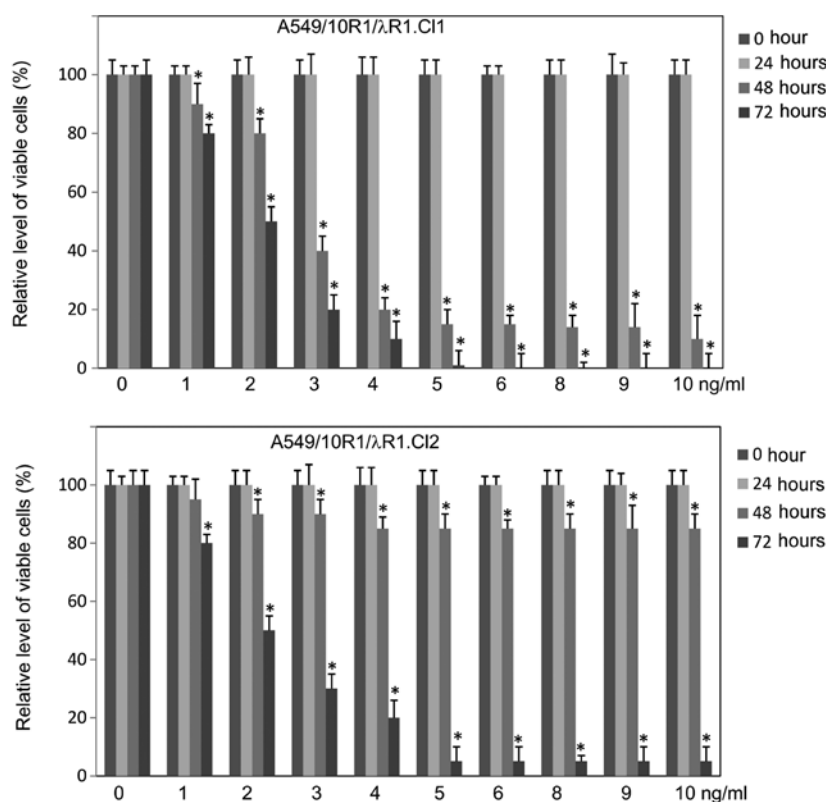 A549/10R1/λR1.Cl1
0 hour
24 hours
48 hours
72 hours
Relative level of viable cells (%)
100
80
60
40
20
0
* * * * * * * * * * * * * * * * * *
0 1 2 3 4 5 6 8 9 10 ng/ml
A549/10R1/λR1.Cl2
0 hour
24 hours
48 hours
72 hours
Relative level of viable cells (%)
100
80
60
40
20
0
* * * * * * * * * * * * * * * * *
0 1 2 3 4 5 6 8 9 10 ng/ml